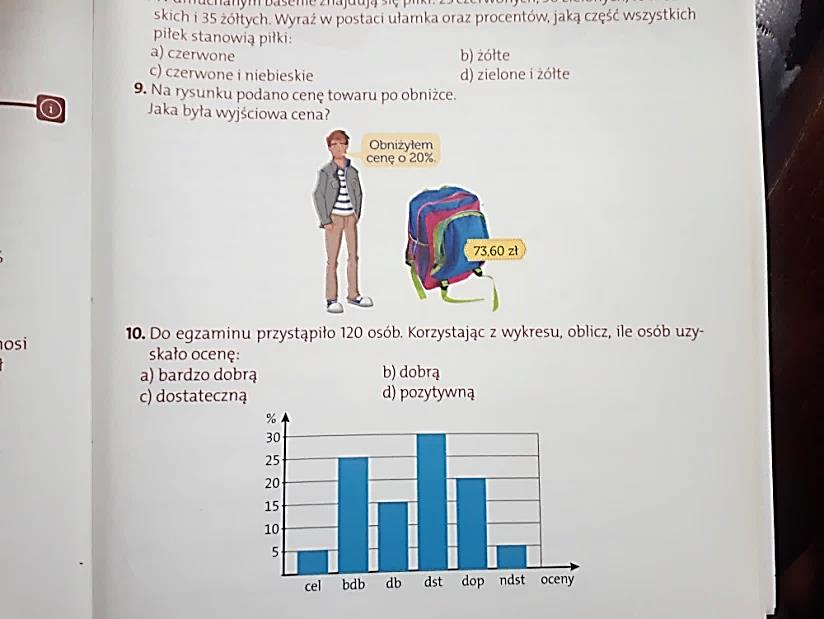 skich i 35 żółtych. Wyraź w postaci ułamka oraz procentów, jaką część wszystkich
piłek stanowią piłki:
a) czerwone b) żółte
c) czerwone i niebieskie d) zielone i żółte
9. Na rysunku podano cenę towaru po obniżce.
Jaka była wyjściowa cena?
Obniżyłem
cenę o 20%.
73,60 zł
nosi
10. Do egzaminu przystąpiło 120 osób. Korzystając z wykresu, oblicz, ile osób uzy-
skało ocenę:
a) bardzo dobrą b) dobrą
c) dostateczną d) pozytywną
%
30
25
20
15
10
5
cel bdb db dst dop ndst oceny